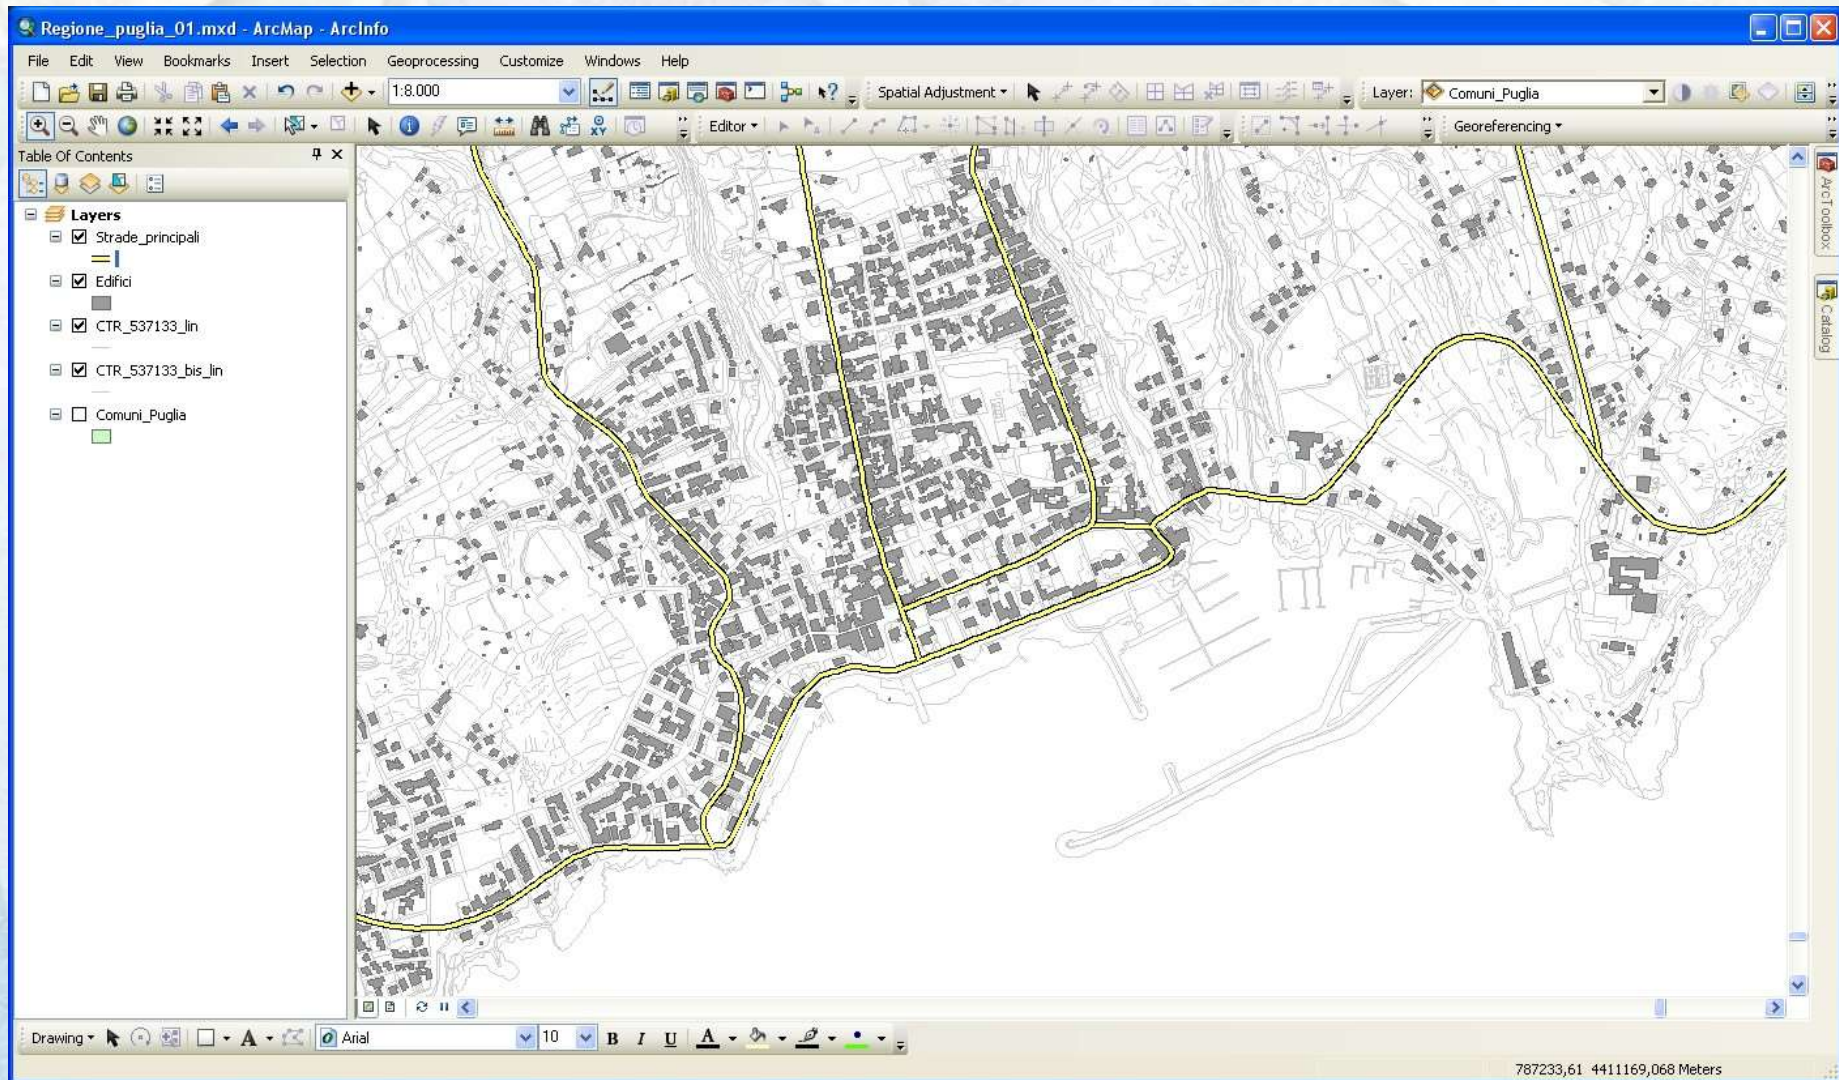 Regione_puglia_01.mxd - ArcMap - ArcInfo
File Edit View Bookmarks Insert Selection Geoprocessing Customize Windows Help
1:8.000 Spatial Adjustment Layer: Comuni_Puglia
Editor Georeferencing
Table Of Contents
Layers
Strade_principali
Edifici
CTR_537133_lin
CTR_537133_bis_lin
Comuni_Puglia
ArcToolbox
Catalog
Drawing A Arial 10 B I U A
787233,61 4411169,068 Meters